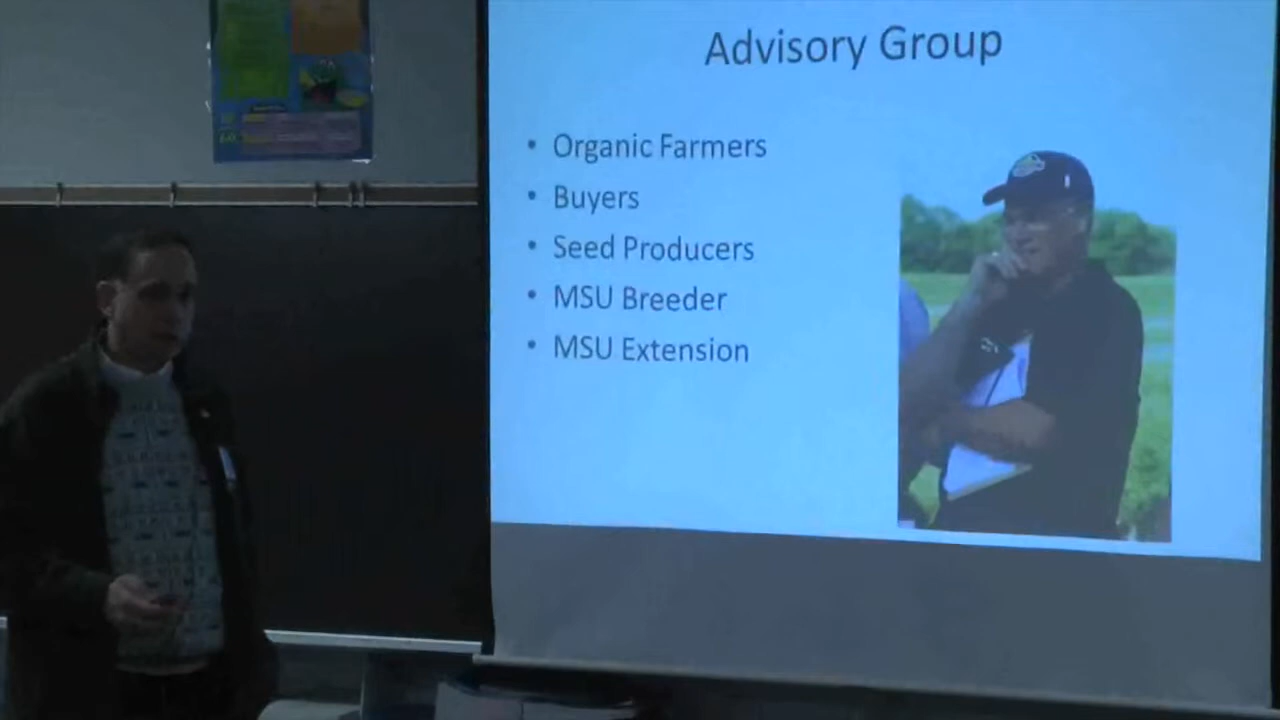 Advisory Group
• Organic Farmers
• Buyers
• Seed Producers
• MSU Breeder
• MSU Extension